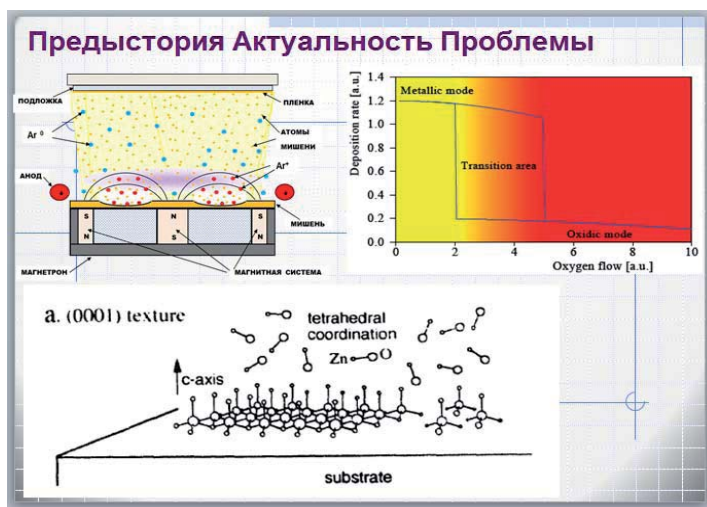 Предыстория Актуальность Проблемы
ПОДЛОЖКА
ПЛЕНКА
Ar 0
АТОМЫ
МИШЕНИ
Ar+
АНОД
+
+
МИШЕНЬ
S
N
S
N
S
N
МАГНЕТРОН
МАГНИТНАЯ СИСТЕМА
Deposition rate [a.u.]
1.4
1.2
1.0
0.8
0.6
0.4
0.2
0.0
Metallic mode
Transition area
Oxidic mode
0 2 4 6 8 10
Oxygen flow [a.u.]
a. (0001) texture
tetrahedral
coordination
Zn O
c-axis
substrate